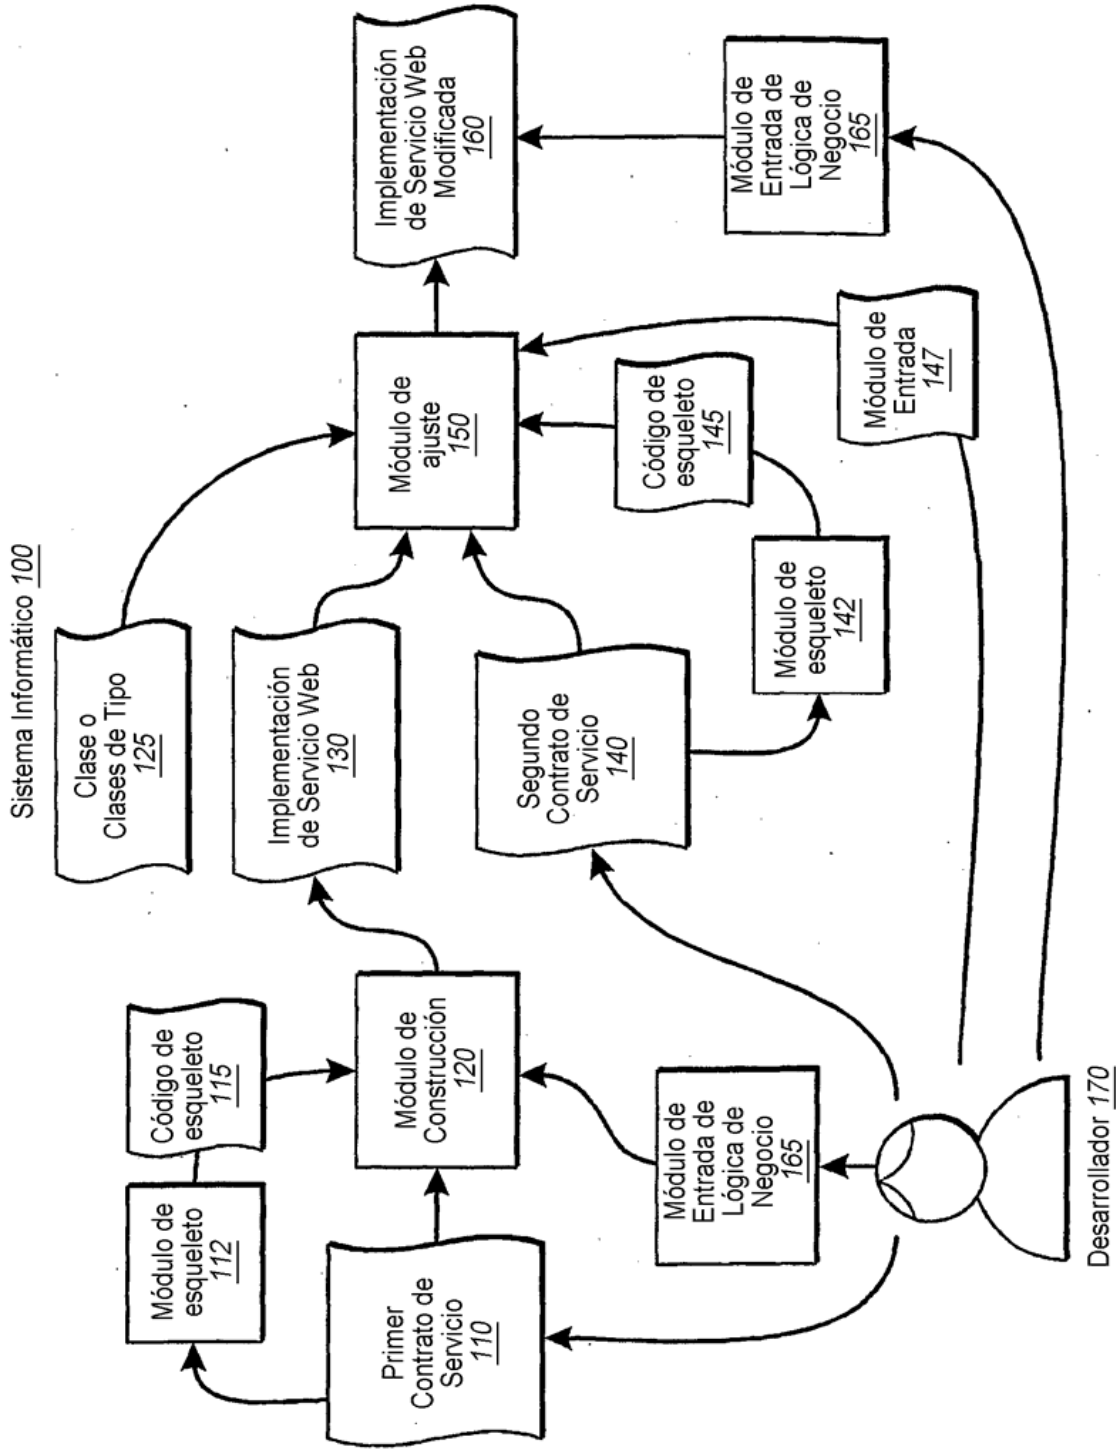 Sistema Informático 100
Módulo de
esqueleto
112
Código de
esqueleto
115
Clase o
Clases de Tipo
125
Primer
Contrato de
Servicio
110
Módulo de
Construcción
120
Implementación
de Servicio Web
130
Módulo de
ajuste
150
Implementación
de Servicio Web
Modificada
160
Módulo de
Entrada de
Lógica de
Negocio
165
Segundo
Contrato de
Servicio
140
Módulo de
esqueleto
142
Código de
esqueleto
145
Módulo de
Entrada
147
Módulo de
Entrada de
Lógica de
Negocio
165
Desarrollador 170